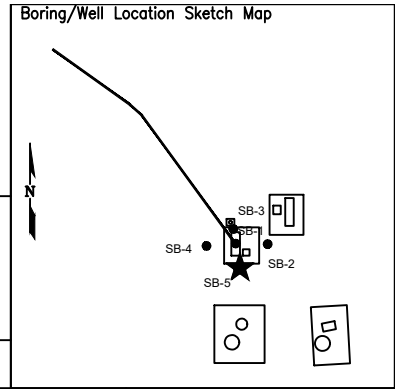 Boring/Well Location Sketch Map
N
SB-3
SB-1
SB-4
SB-2
SB-5